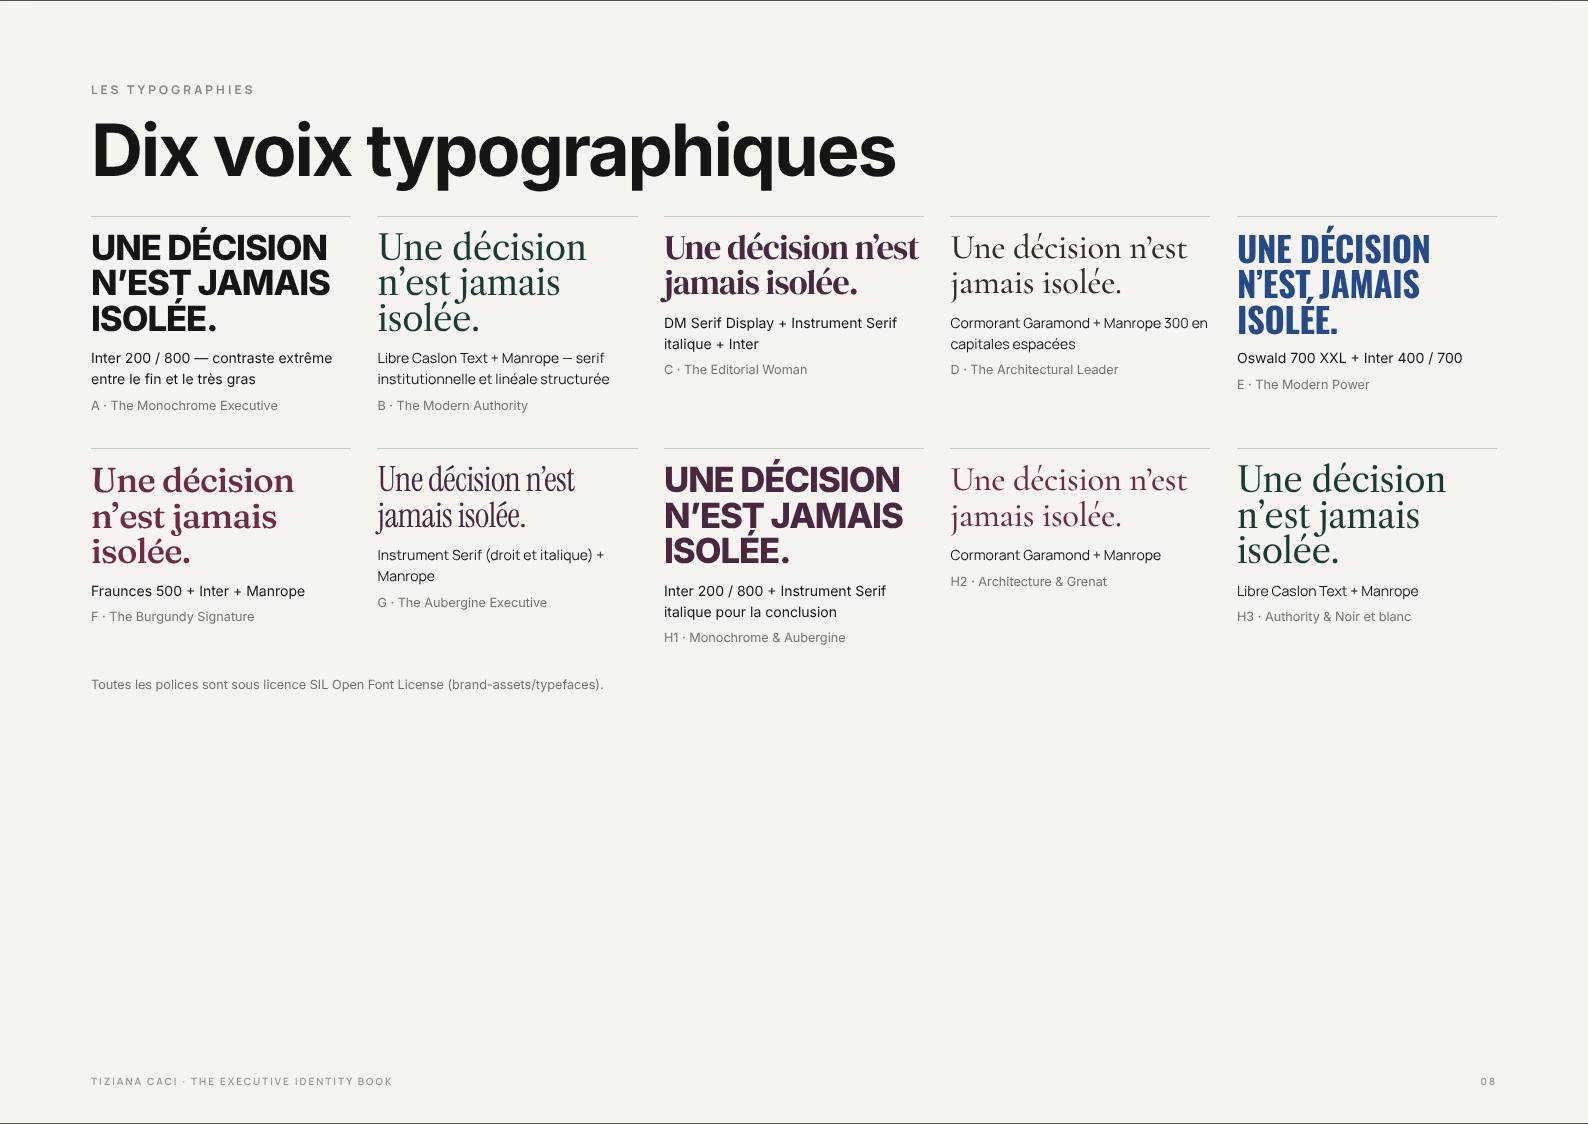 LES TYPOGRAPHIES
Dix voix typographiques
UNE DÉCISION
N’EST JAMAIS
ISOLÉE.
Inter 200 / 800 — contraste extrême
entre le fin et le très gras
A · The Monochrome Executive
Une décision
n’est jamais
isolée.
Libre Caslon Text + Manrope — serif
institutionnelle et linéale structurée
B · The Modern Authority
Une décision n’est
jamais isolée.
DM Serif Display + Instrument Serif
italique + Inter
C · The Editorial Woman
Une décision n’est
jamais isolée.
Cormorant Garamond + Manrope 300 en
capitales espacées
D · The Architectural Leader
UNE DÉCISION
N’EST JAMAIS
ISOLÉE.
Oswald 700 XXL + Inter 400 / 700
E · The Modern Power
Une décision
n’est jamais
isolée.
Fraunces 500 + Inter + Manrope
F · The Burgundy Signature
Une décision n’est
jamais isolée.
Instrument Serif (droit et italique) +
Manrope
G · The Aubergine Executive
UNE DÉCISION
N’EST JAMAIS
ISOLÉE.
Inter 200 / 800 + Instrument Serif
italique pour la conclusion
H1 · Monochrome & Aubergine
Une décision n’est
jamais isolée.
Cormorant Garamond + Manrope
H2 · Architecture & Grenat
Une décision
n’est jamais
isolée.
Libre Caslon Text + Manrope
H3 · Authority & Noir et blanc
Toutes les polices sont sous licence SIL Open Font License (brand-assets/typefaces).
TIZIANA CACI · THE EXECUTIVE IDENTITY BOOK
08